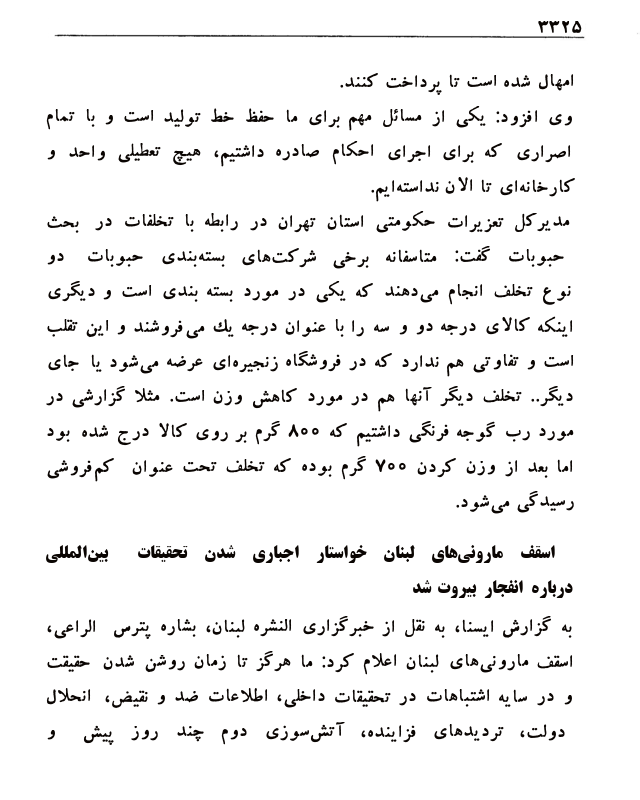 ۳۳۲۵
امهال شده است تا پرداخت کنند.
وی افزود: یکی از مسائل مهم برای ما حفظ خط تولید است و با تمام
اصراری که برای اجرای احکام صادره داشتیم، هیچ تعطیلی واحد و
کارخانه‌ای تا الان نداسته‌ایم.
مدیرکل تعزیرات حکومتی استان تهران در رابطه با تخلفات در بحث
حبوبات گفت: متاسفانه برخی شرکت‌های بسته‌بندی حبوبات دو
نوع تخلف انجام می‌دهند که یکی در مورد بسته بندی است و دیگری
اینکه کالای درجه دو و سه را با عنوان درجه یك می‌فروشند و این تقلب
است و تفاوتی هم ندارد که در فروشگاه زنجیره‌ای عرضه می‌شود یا جای
دیگر.. تخلف دیگر آنها هم در مورد کاهش وزن است. مثلا گزارشی در
مورد رب گوجه فرنگی داشتیم که ۸۰۰ گرم بر روی کالا درج شده بود
اما بعد از وزن کردن ۷۰۰ گرم بوده که تخلف تحت عنوان کم‌فروشی
رسیدگی می‌شود.
اسقف مارونی‌های لبنان خواستار اجباری شدن تحقیقات بین‌المللی
درباره انفجار بیروت شد
به گزارش ایسنا، به نقل از خبرگزاری النشره لبنان، بشاره پترس الراعی،
اسقف مارونی‌های لبنان اعلام کرد: ما هرگز تا زمان روشن شدن حقیقت
و در سایه اشتباهات در تحقیقات داخلی، اطلاعات ضد و نقیض، انحلال
دولت، تردیدهای فزاینده، آتش‌سوزی دوم چند روز پیش و